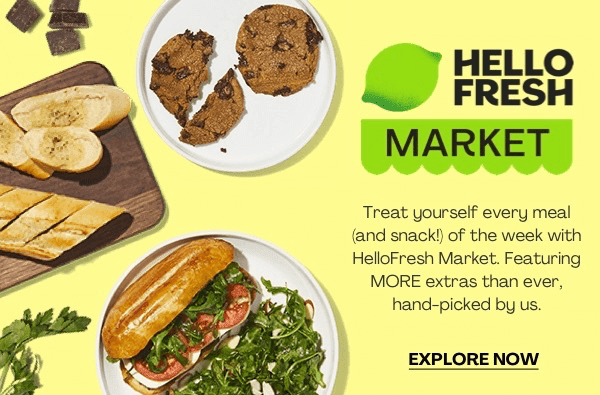 HELLO
FRESH
MARKET
Treat yourself every meal
(and snack!) of the week with
HelloFresh Market. Featuring
MORE extras than ever,
hand-picked by us.
EXPLORE NOW